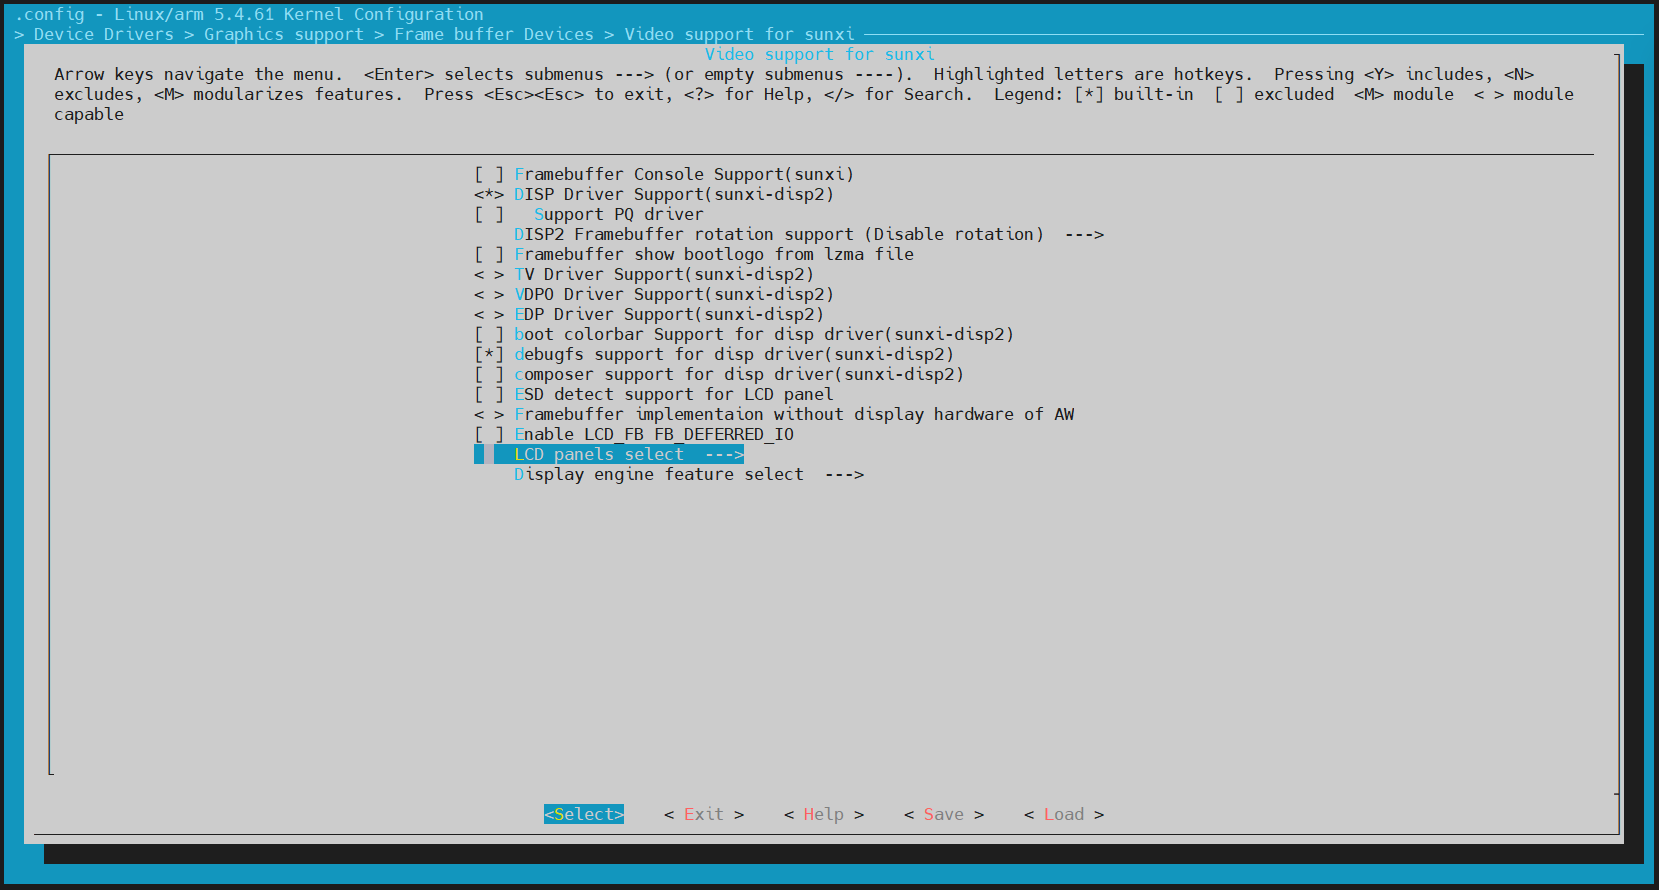 .config - Linux/arm 5.4.61 Kernel Configuration
> Device Drivers > Graphics support > Frame buffer Devices > Video support for sunxi
Video support for sunxi
Arrow keys navigate the menu.  <Enter> selects submenus ---> (or empty submenus ----).  Highlighted letters are hotkeys.  Pressing <Y> includes, <N>
excludes, <M> modularizes features.  Press <Esc><Esc> to exit, <?> for Help, </> for Search.  Legend: [*] built-in  [ ] excluded  <M> module  < > module
capable
[ ] Framebuffer Console Support(sunxi)
<*> DISP Driver Support(sunxi-disp2)
[ ]   Support PQ driver
DISP2 Framebuffer rotation support (Disable rotation)  --->
[ ] Framebuffer show bootlogo from lzma file
< > TV Driver Support(sunxi-disp2)
< > VDPO Driver Support(sunxi-disp2)
< > EDP Driver Support(sunxi-disp2)
[ ] boot colorbar Support for disp driver(sunxi-disp2)
[*] debugfs support for disp driver(sunxi-disp2)
[ ] composer support for disp driver(sunxi-disp2)
[ ] ESD detect support for LCD panel
< > Framebuffer implementaion without display hardware of AW
[ ] Enable LCD_FB FB_DEFERRED_IO
LCD panels select  --->
Display engine feature select  --->
<Select>    < Exit >    < Help >    < Save >    < Load >